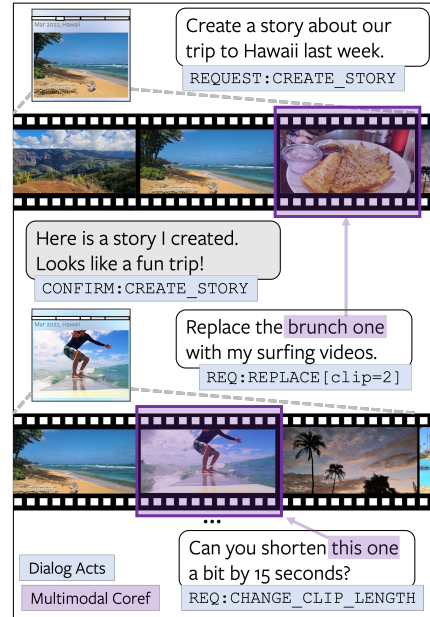 Mar 2022, Hawaii
Create a story about our
trip to Hawaii last week.
REQUEST:CREATE_STORY
Here is a story I created.
Looks like a fun trip!
CONFIRM:CREATE_STORY
Mar 2022, Hawaii
Replace the brunch one
with my surfing videos.
REQ:REPLACE[clip=2]
...
Can you shorten this one
a bit by 15 seconds?
REQ:CHANGE_CLIP_LENGTH
Dialog Acts
Multimodal Coref